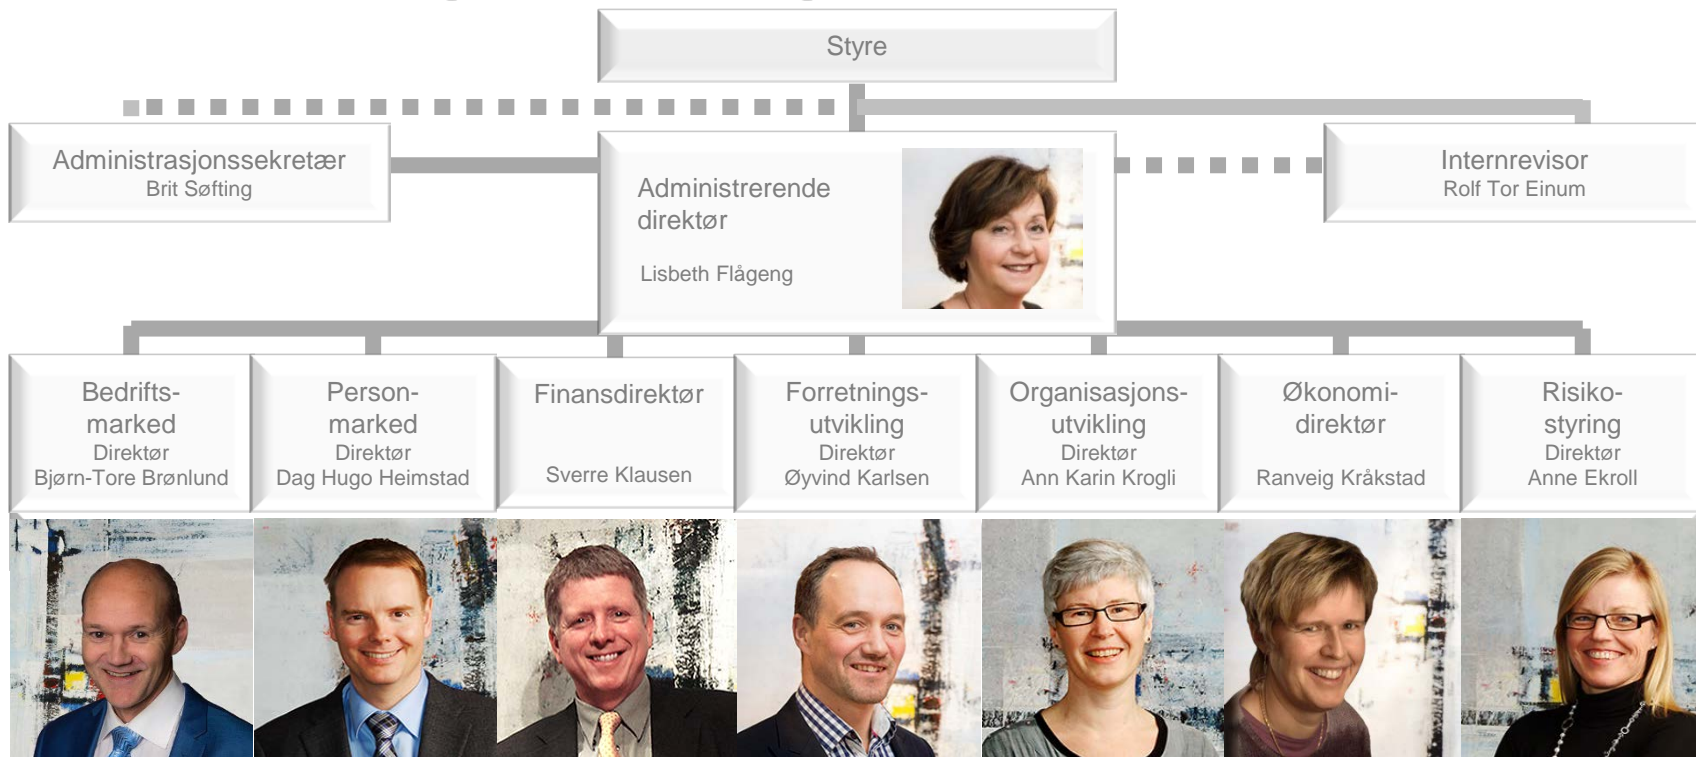 Styre
Administrasjonssekretær
Brit Søfting
Administrerende
direktør
Lisbeth Flågeng
Internrevisor
Rolf Tor Einum
Bedrifts-
marked
Direktør
Bjørn-Tore Brønlund
Person-
marked
Direktør
Dag Hugo Heimstad
Finansdirektør
Sverre Klausen
Forretnings-
utvikling
Direktør
Øyvind Karlsen
Organisasjons-
utvikling
Direktør
Ann Karin Krogli
Økonomi-
direktør
Ranveig Kråkstad
Risiko-
styring
Direktør
Anne Ekroll